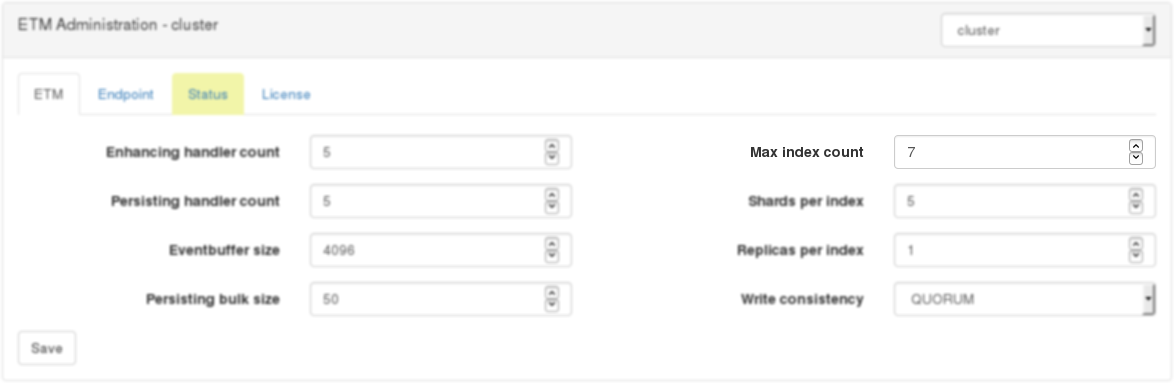 ETM Administration - cluster
cluster
ETM Endpoint Status License
Enhancing handler count 5 Max index count 7
Persisting handler count 5 Shards per index 5
Eventbuffer size 4096 Replicas per index 1
Persisting bulk size 50 Write consistency QUORUM
Save